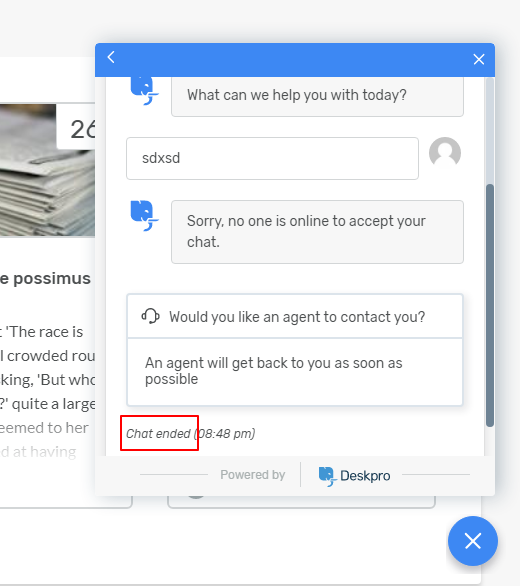 26
What can we help you with today?
sdxsd
Sorry, no one is online to accept your
chat.
e possimus
Would you like an agent to contact you?
t 'The race is
l crowded rou
king, 'But who
?' quite a large
eemed to her
d at having
An agent will get back to you as soon as
possible
Chat ended (08:48 pm)
Powered by
Deskpro